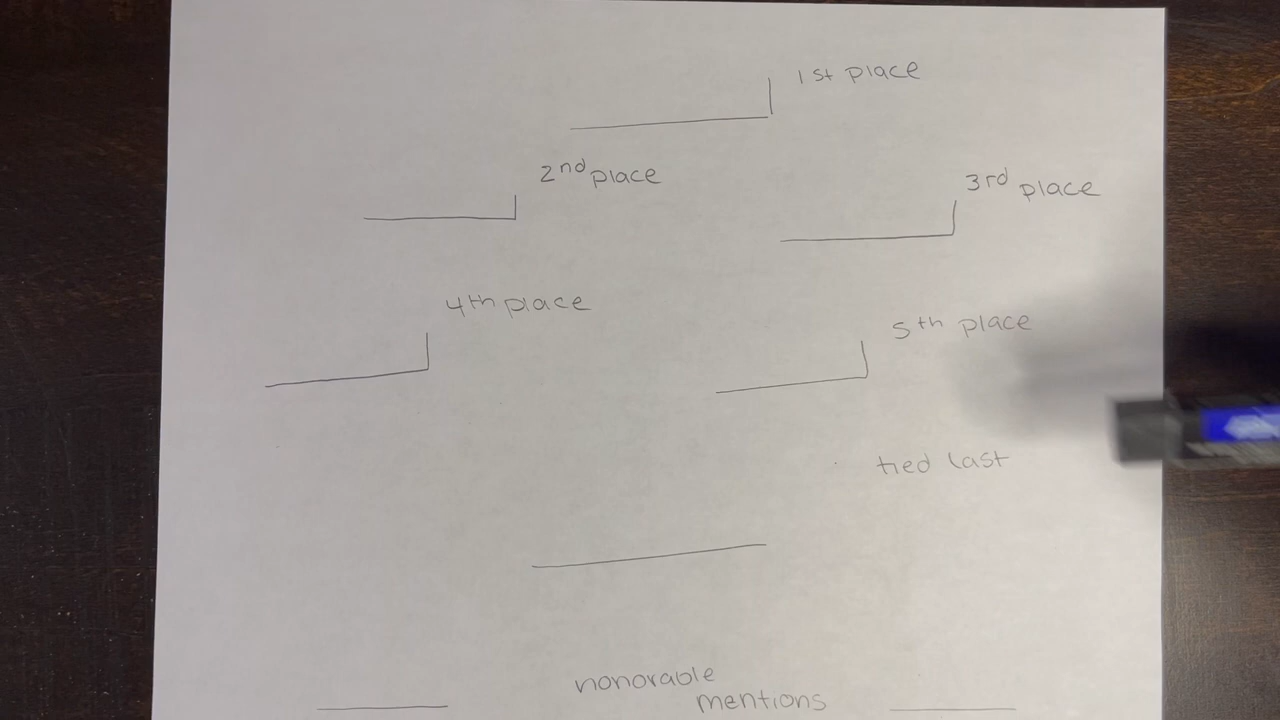 1st place
2nd place
3rd place
4th place
5th place
tied last
honorable
mentions